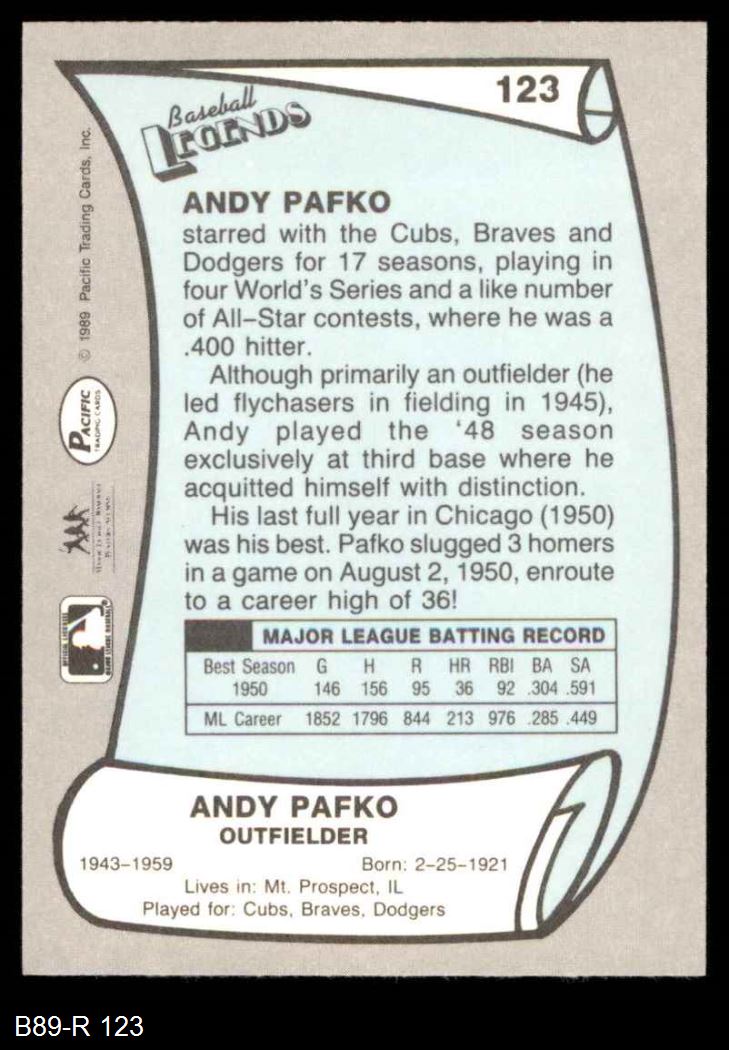 123
Baseball
LEGENDS
ANDY PAFKO
starred with the Cubs, Braves and
Dodgers for 17 seasons, playing in
four World's Series and a like number
of All-Star contests, where he was a
.400 hitter.
Although primarily an outfielder (he
led flychasers in fielding in 1945),
Andy played the '48 season
exclusively at third base where he
acquitted himself with distinction.
His last full year in Chicago (1950)
was his best. Pafko slugged 3 homers
in a game on August 2, 1950, enroute
to a career high of 36!
MAJOR LEAGUE BATTING RECORD
Best Season G H R HR RBI BA SA
1950 146 156 95 36 92 .304 .591
ML Career 1852 1796 844 213 976 .285 .449
ANDY PAFKO
OUTFIELDER
1943-1959 Born: 2-25-1921
Lives in: Mt. Prospect, IL
Played for: Cubs, Braves, Dodgers
© 1989 Pacific Trading Cards, Inc.
PACIFIC
TRADING CARDS
B89-R 123